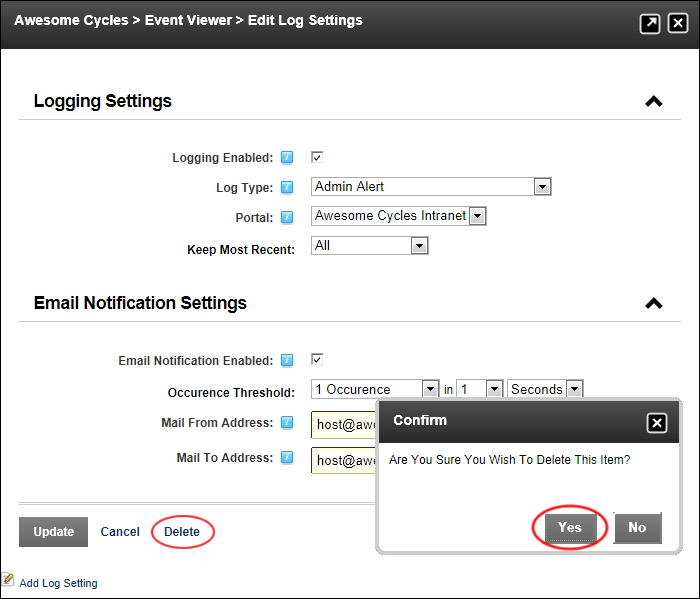 Awesome Cycles > Event Viewer > Edit Log Settings
Logging Settings
Logging Enabled:
Log Type: Admin Alert
Portal: Awesome Cycles Intranet
Keep Most Recent: All
Email Notification Settings
Email Notification Enabled:
Occurence Threshold: 1 Occurence in 1 Seconds
Mail From Address: host@awe
Mail To Address: host@awe
Confirm
Are You Sure You Wish To Delete This Item?
Yes No
Update Cancel Delete
Add Log Setting